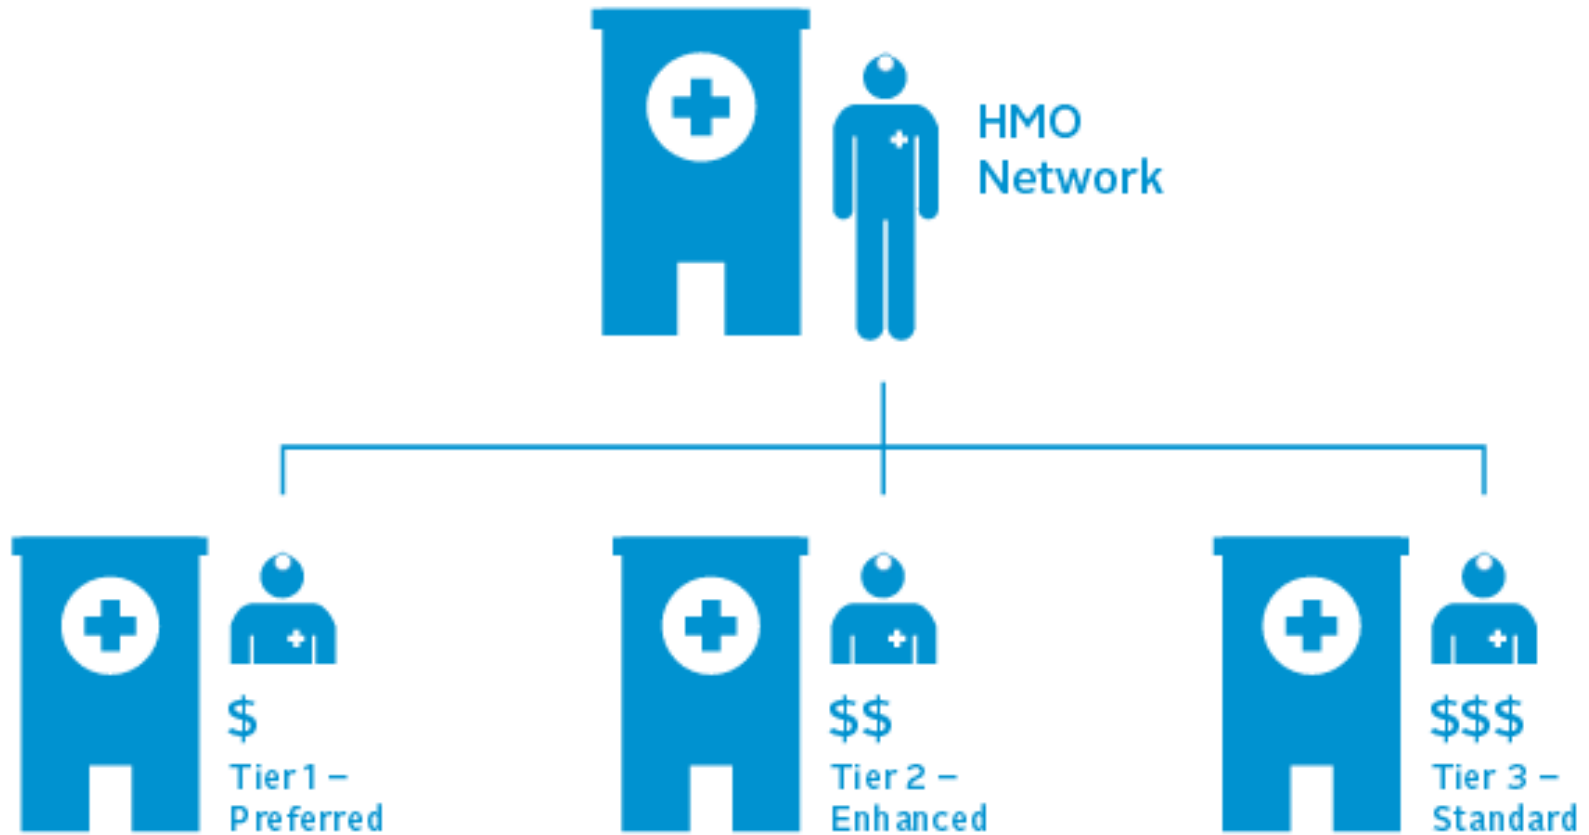 HMO
Network
$
Tier 1 –
Preferred
$$
Tier 2 –
Enhanced
$$$
Tier 3 –
Standard